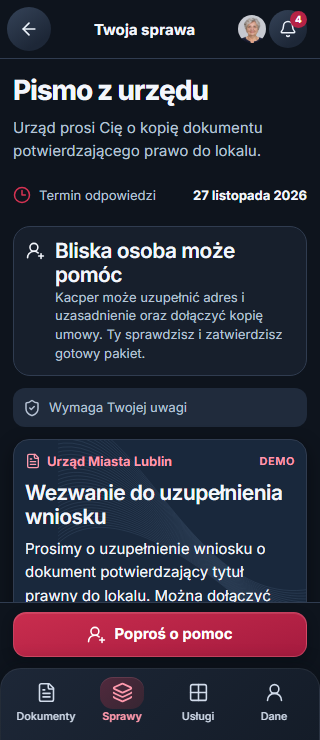 Twoja sprawa
4
Pismo z urzędu
Urząd prosi Cię o kopię dokumentu
potwierdzającego prawo do lokalu.
Termin odpowiedzi 27 listopada 2026
Bliska osoba może
pomóc
Kacper może uzupełnić adres i
uzasadnienie oraz dołączyć kopię
umowy. Ty sprawdzisz i zatwierdzisz
gotowy pakiet.
Wymaga Twojej uwagi
Urząd Miasta Lublin DEMO
Wezwanie do uzupełnienia
wniosku
Prosimy o uzupełnienie wniosku o
dokument potwierdzający tytuł
prawny do lokalu. Można dołączyć
Poproś o pomoc
Dokumenty Sprawy Usługi Dane